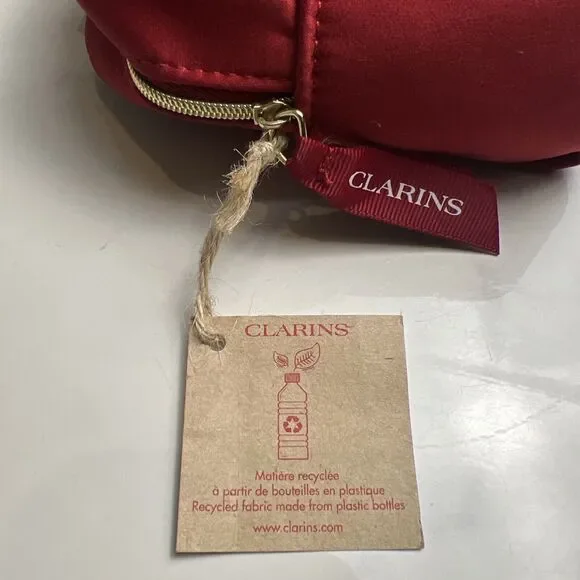 CLARINS
CLARINS
Matière recyclée
à partir de bouteilles en plastique
Recycled fabric made from plastic bottles
www.clarins.com